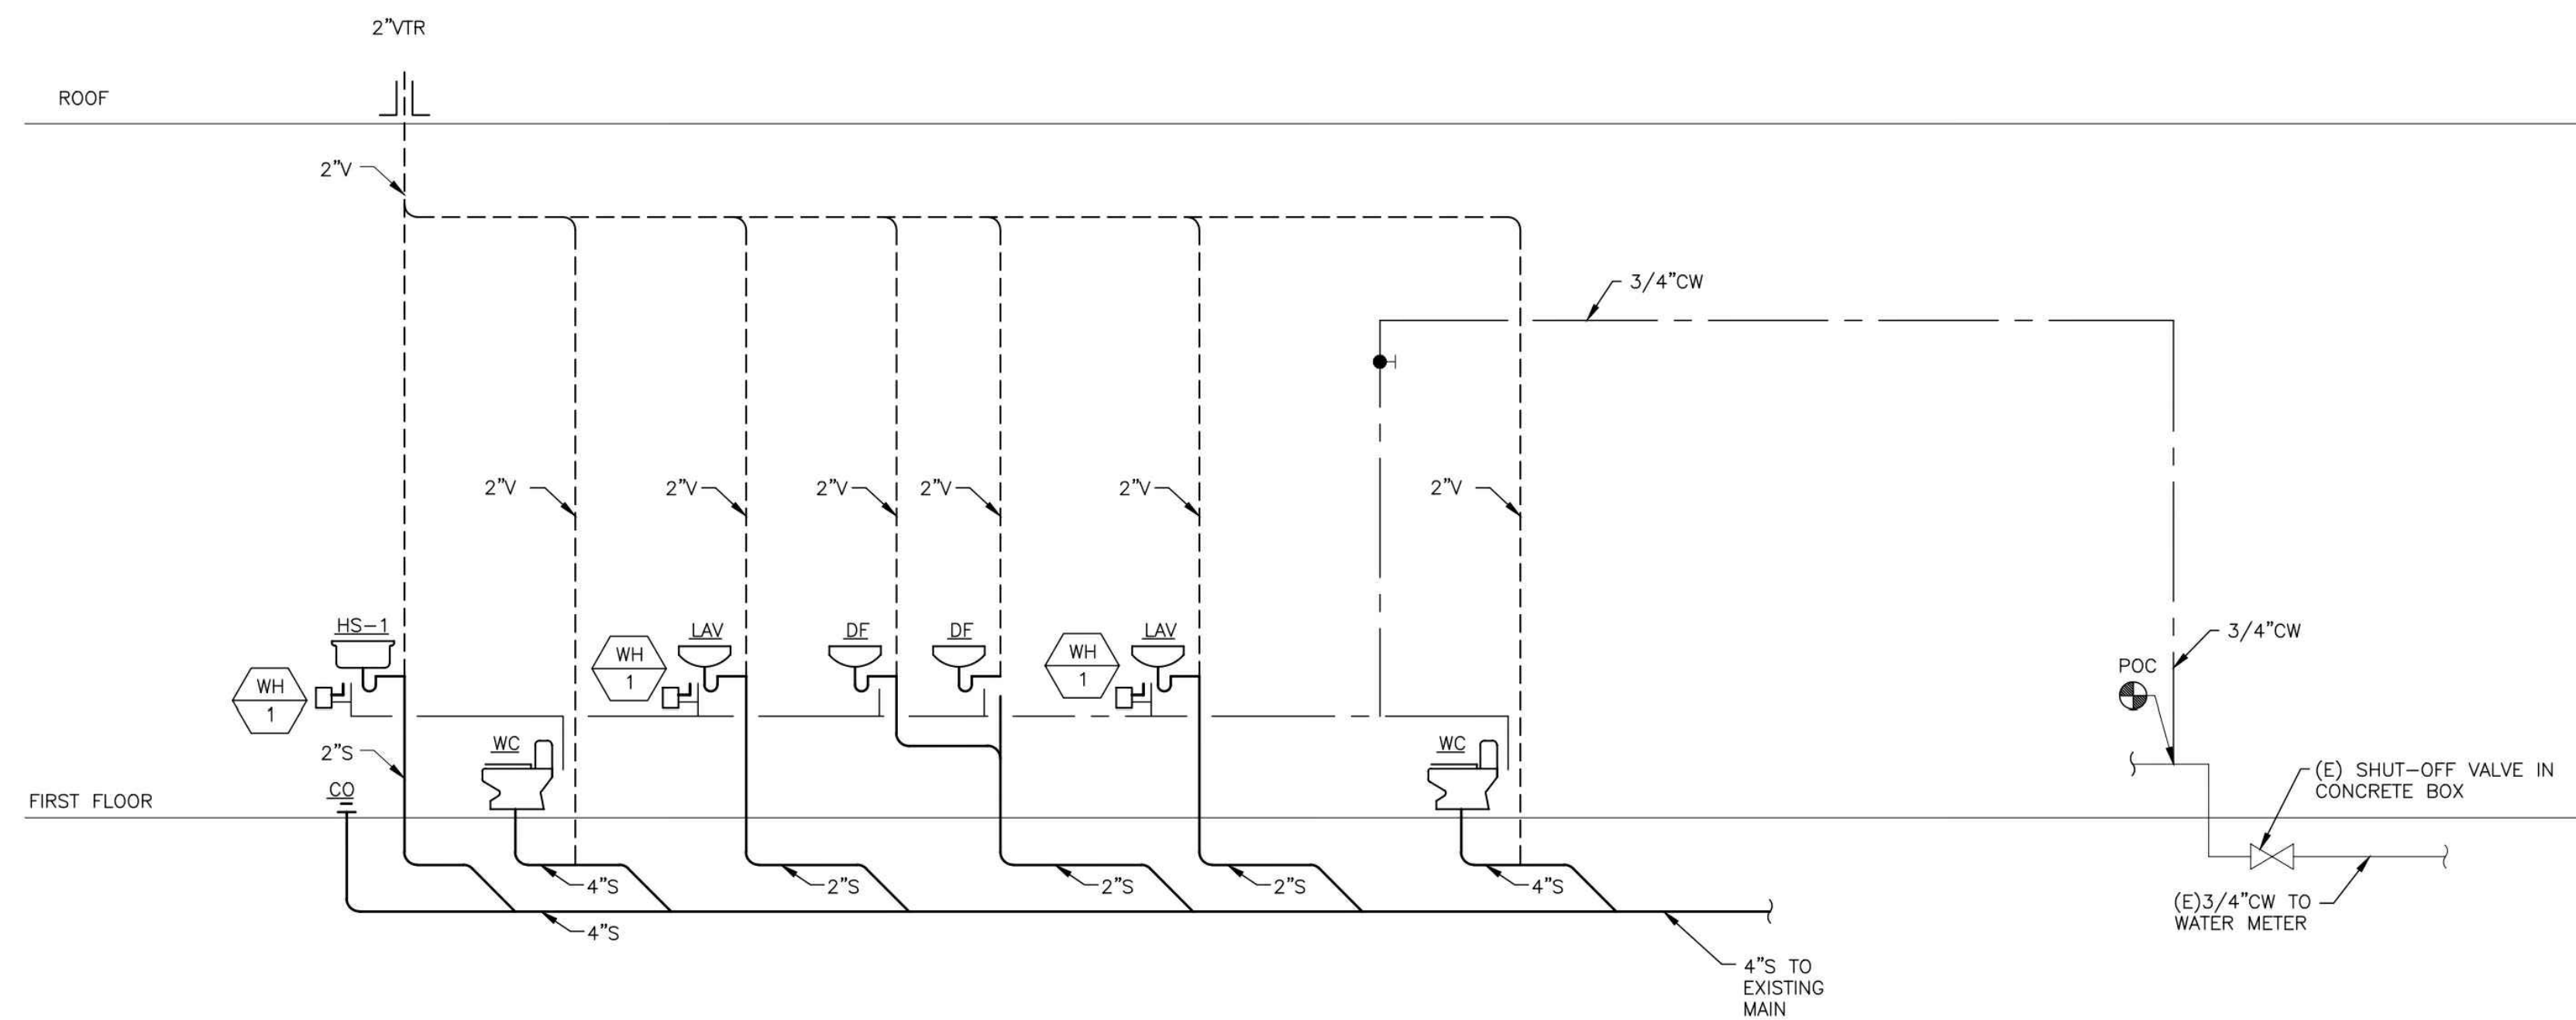 2"VTR
ROOF
2"V
3/4"CW
2"V
2"V
2"V
2"V
2"V
2"V
HS-1
LAV
DF
DF
LAV
3/4"CW
WH
1
WH
1
WH
1
POC
2"S
WC
WC
CO
FIRST FLOOR
(E) SHUT-OFF VALVE IN
CONCRETE BOX
4"S
2"S
2"S
2"S
4"S
4"S
(E)3/4"CW TO
WATER METER
4"S TO
EXISTING
MAIN